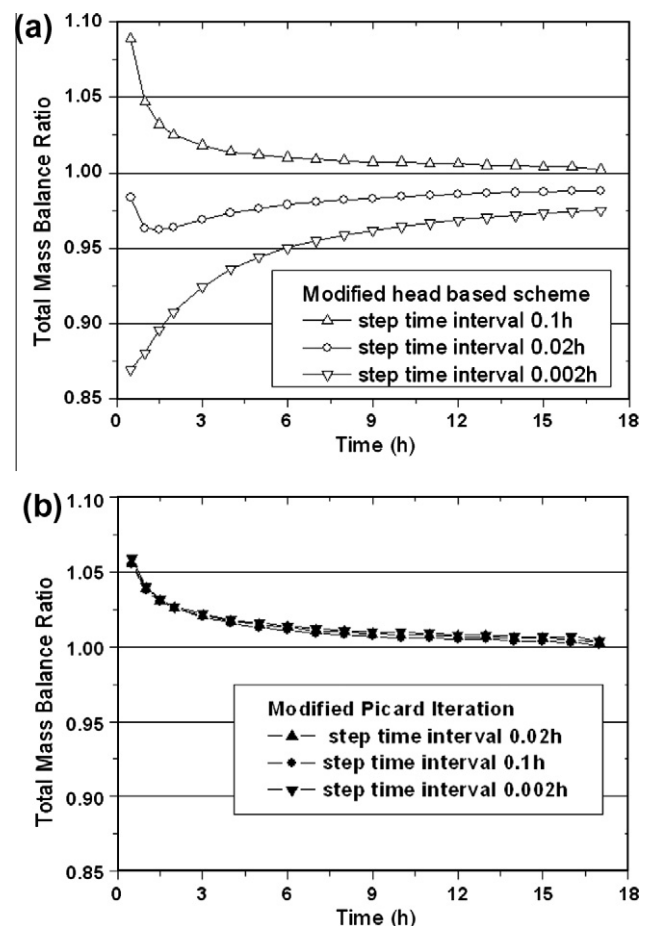 (a)
1.10
1.05
1.00
0.95
0.90
0.85
Total Mass Balance Ratio
Modified head based scheme
step time interval 0.1h
step time interval 0.02h
step time interval 0.002h
0 3 6 9 12 15 18
Time (h)
(b)
1.10
1.05
1.00
0.95
0.90
0.85
Total Mass Balance Ratio
Modified Picard Iteration
step time interval 0.02h
step time interval 0.1h
step time interval 0.002h
0 3 6 9 12 15 18
Time (h)